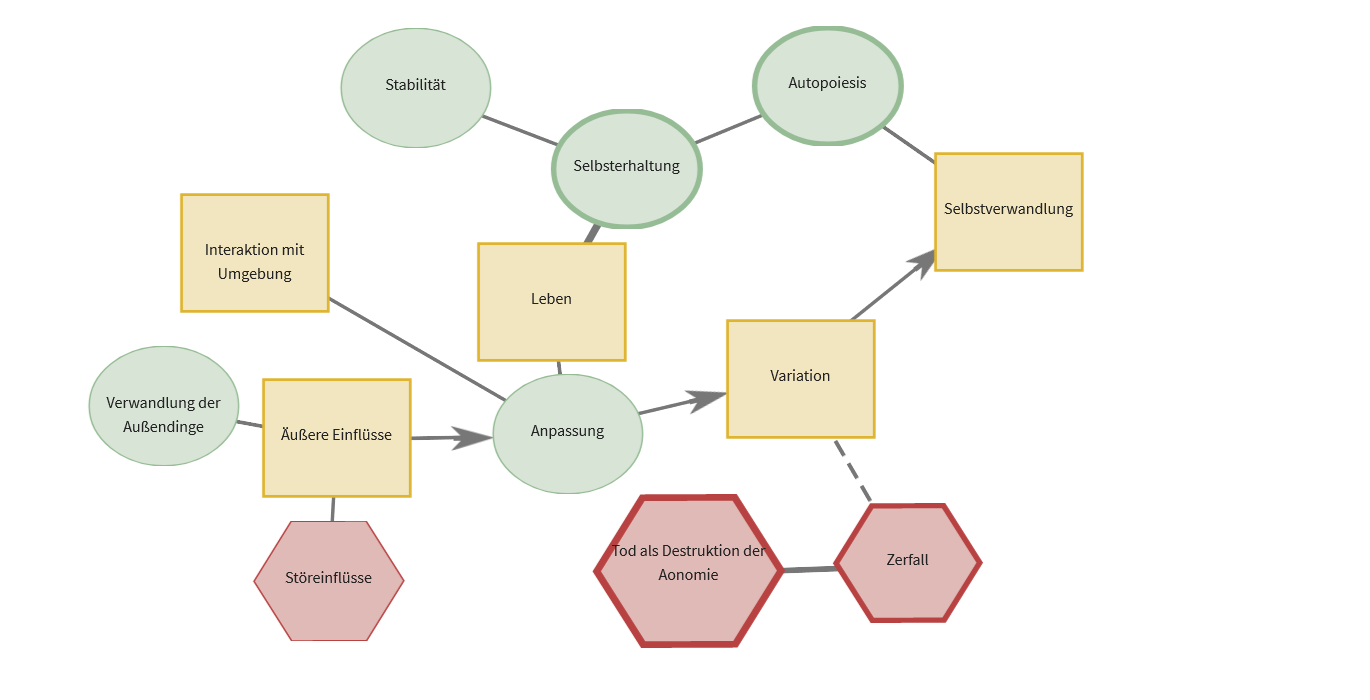 Stabilität
Autopoiesis
Selbsterhaltung
Selbstverwandlung
Interaktion mit
Umgebung
Leben
Variation
Verwandlung der
Außendinge
Äußere Einflüsse
Anpassung
Tod als Destruktion der
Aonomie
Zerfall
Störeinflüsse